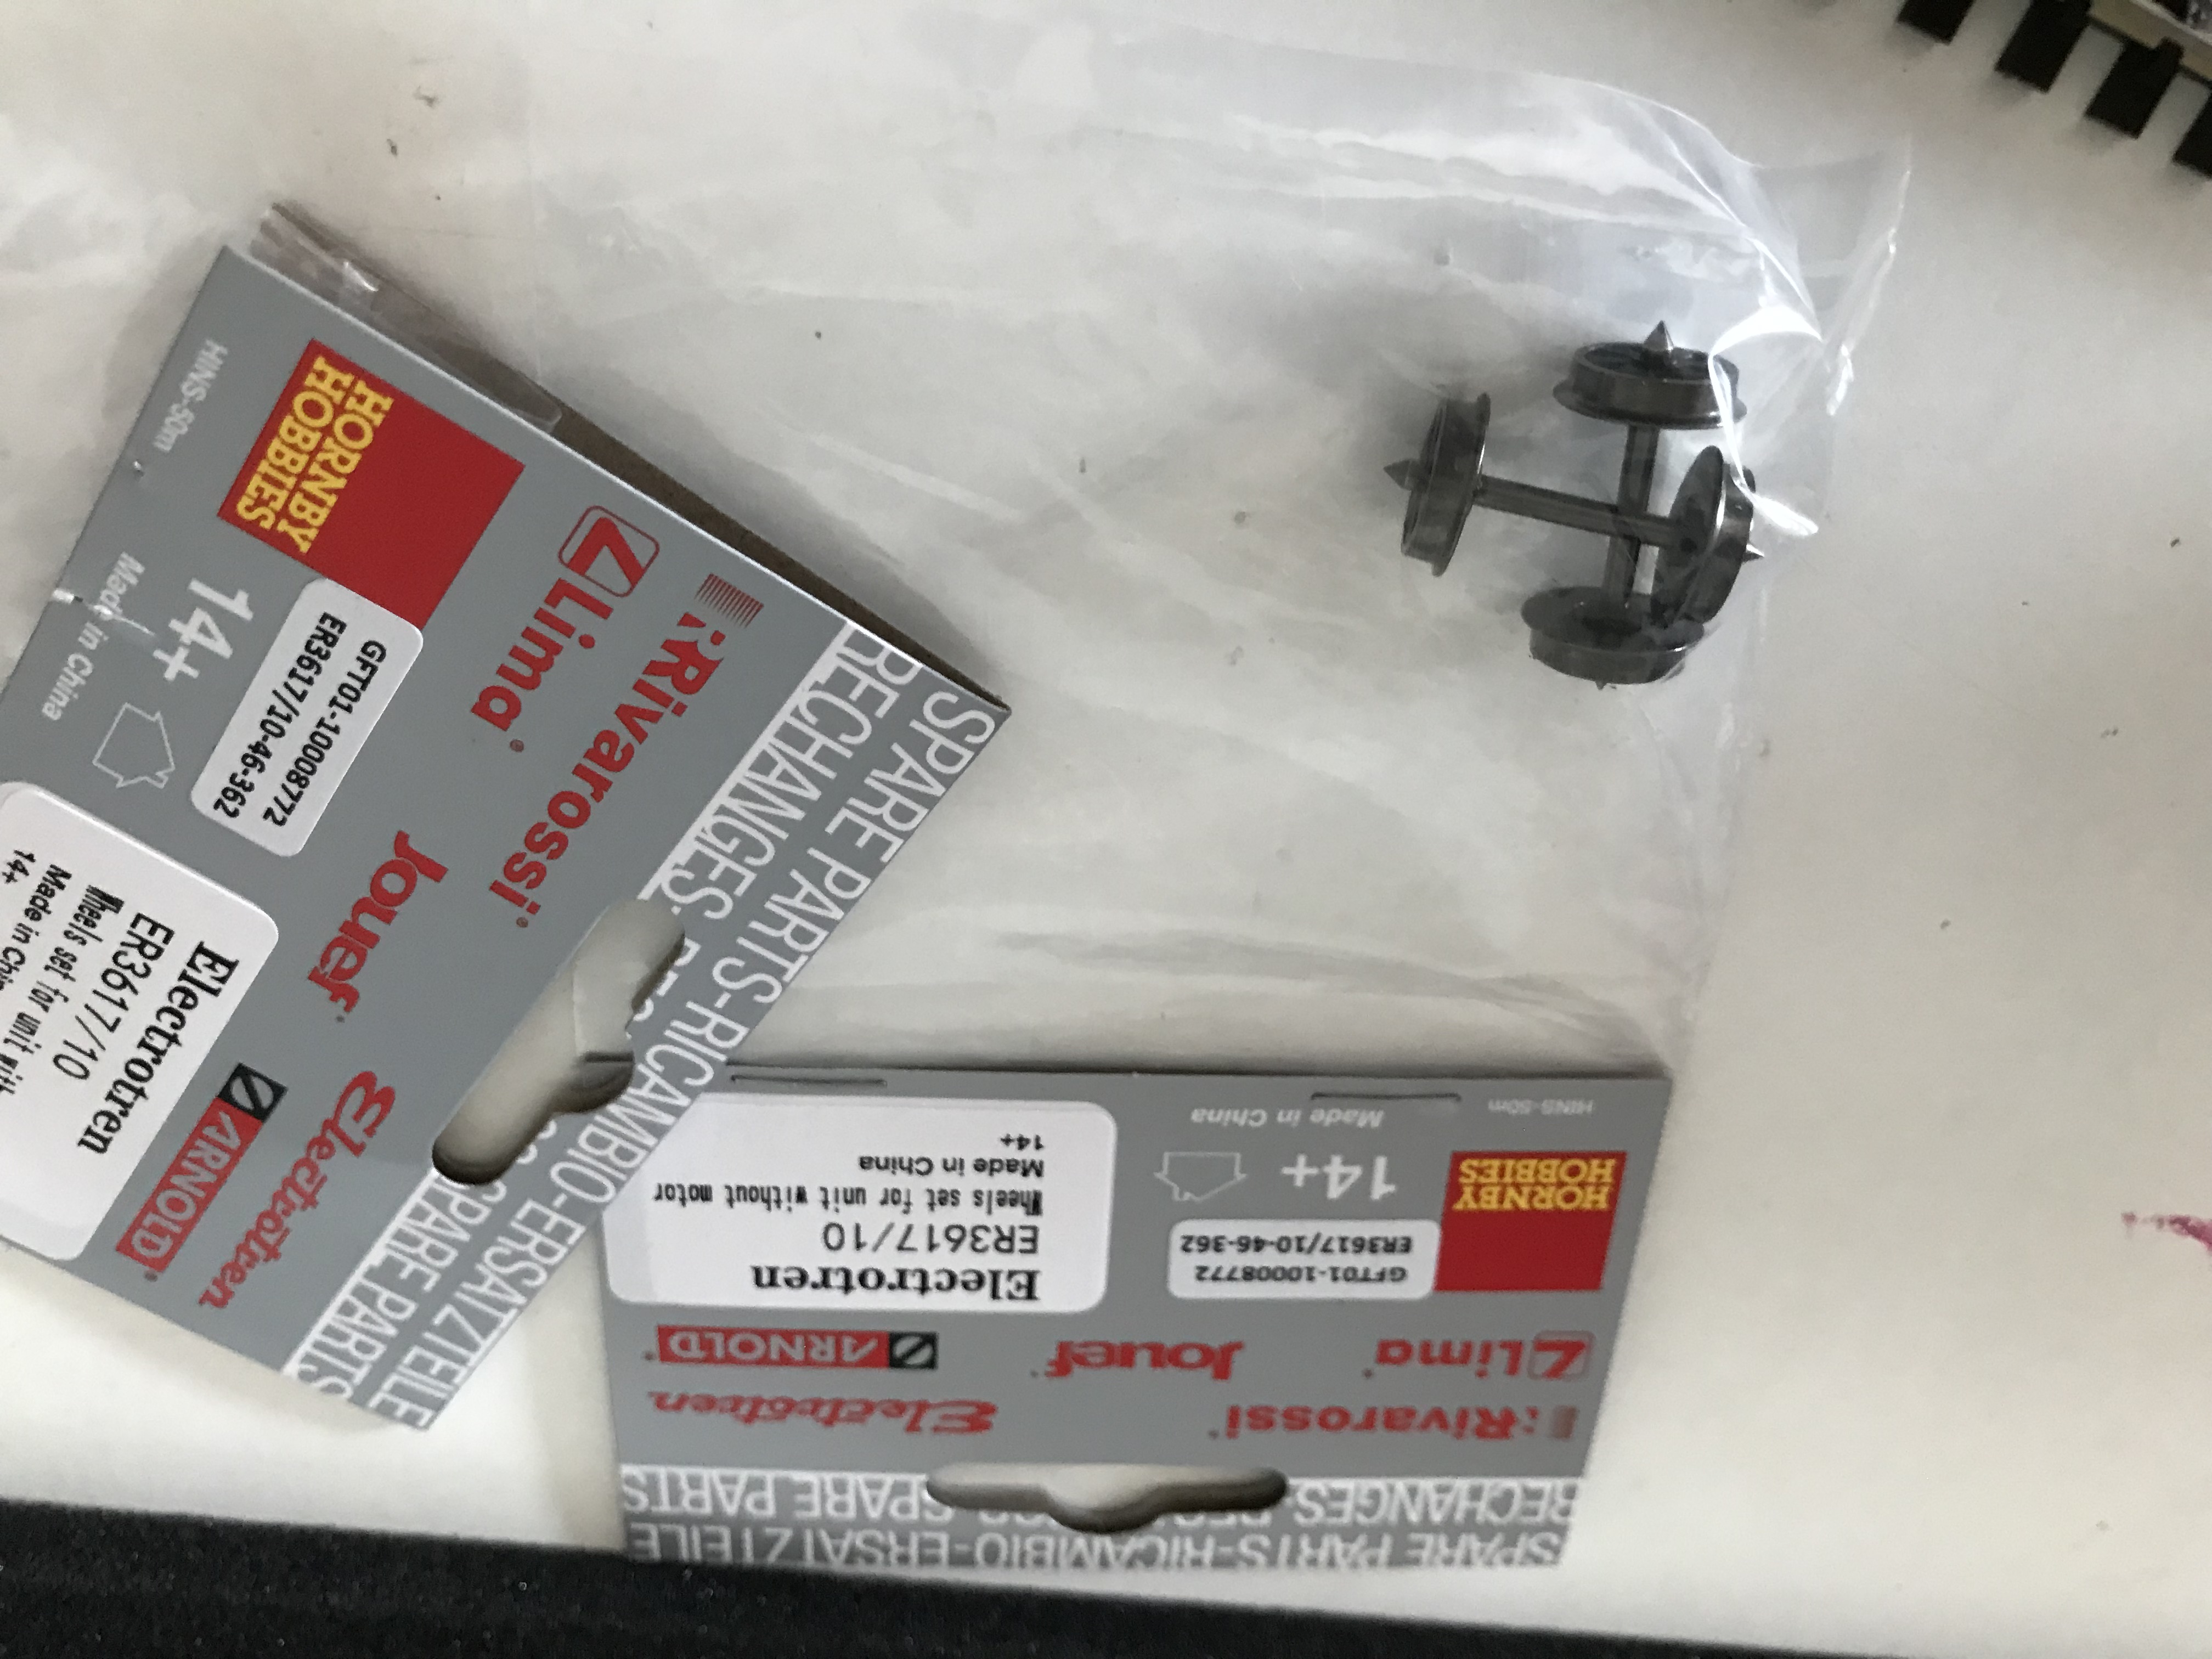 HORNBY
HOBBIES
HINS-50m
Made in China
14+
GFT01-10008772
ER3617/10-46-362
Lima
Rivarossi
Jouef
Electrotren
ARNOLD
Electrotren
ER3617/10
Wheels set for unit
Made in
14+
SPARE PARTS-RICAMBIO-ERSATZTEILE
RECHANGES
SPARE PARTS
HINS-50m
Made in China
14+
HORNBY
HOBBIES
GFT01-10008772
ER3617/10-46-362
Electrotren
ER3617/10
Wheels set for unit without motor
Made in China
14+
Lima
Jouef
ARNOLD
Rivarossi
Electrotren
SPARE PARTS-RICAMBIO-ERSATZTEILE
RECHANGES
SPARE PARTS